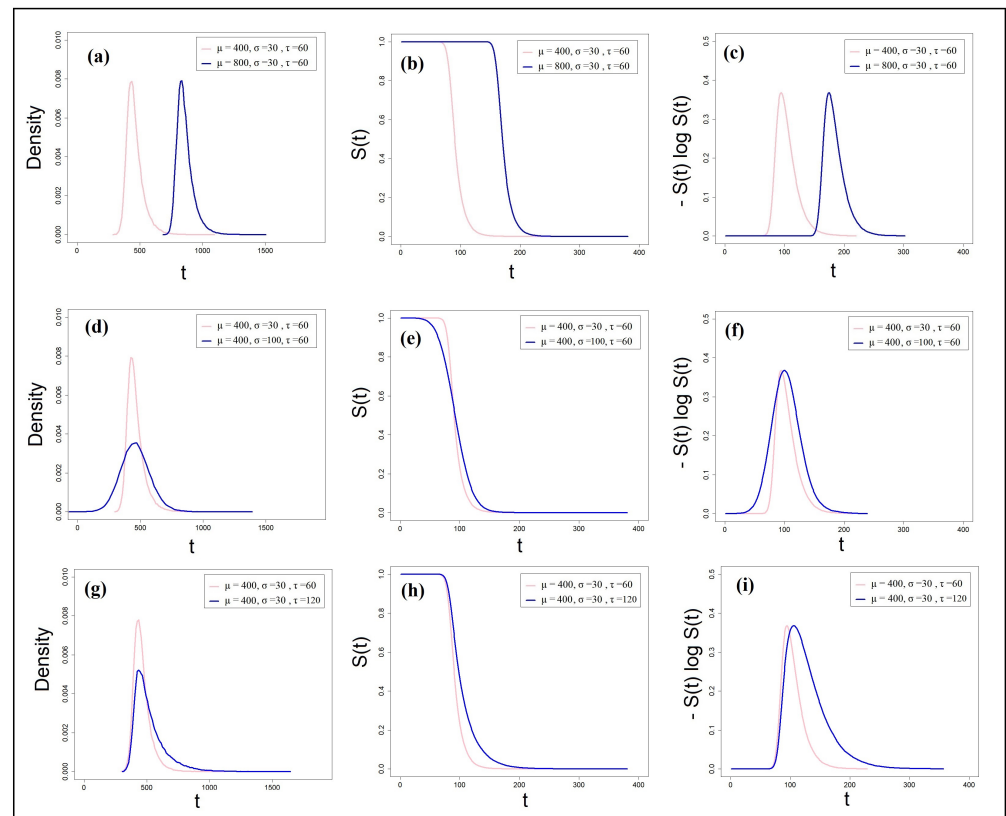 (a)
μ = 400, σ =30 , τ =60
μ = 800, σ =30 , τ =60
Density
0.000
0.002
0.004
0.006
0.008
0.010
0
500
1000
1500
t
(b)
μ = 400, σ =30 , τ =60
μ = 800, σ =30 , τ =60
S(t)
0.0
0.2
0.4
0.6
0.8
1.0
0
100
200
300
400
t
(c)
μ = 400, σ =30 , τ =60
μ = 800, σ =30 , τ =60
- S(t) log S(t)
0.0
0.1
0.2
0.3
0.4
0.5
0
100
200
300
400
t
(d)
μ = 400, σ =30 , τ =60
μ = 400, σ =100, τ =60
Density
0.000
0.002
0.004
0.006
0.008
0.010
0
500
1000
1500
t
(e)
μ = 400, σ =30 , τ =60
μ = 400, σ =100, τ =60
S(t)
0.0
0.2
0.4
0.6
0.8
1.0
0
100
200
300
400
t
(f)
μ = 400, σ =30 , τ =60
μ = 400, σ =100, τ =60
- S(t) log S(t)
0.0
0.1
0.2
0.3
0.4
0.5
0
100
200
300
400
t
(g)
μ = 400, σ =30 , τ =60
μ = 400, σ =30 , τ =120
Density
0.000
0.002
0.004
0.006
0.008
0.010
0
500
1000
1500
t
(h)
μ = 400, σ =30 , τ =60
μ = 400, σ =30 , τ =120
S(t)
0.0
0.2
0.4
0.6
0.8
1.0
0
100
200
300
400
t
(i)
μ = 400, σ =30 , τ =60
μ = 400, σ =30 , τ =120
- S(t) log S(t)
0.0
0.1
0.2
0.3
0.4
0.5
0
100
200
300
400
t